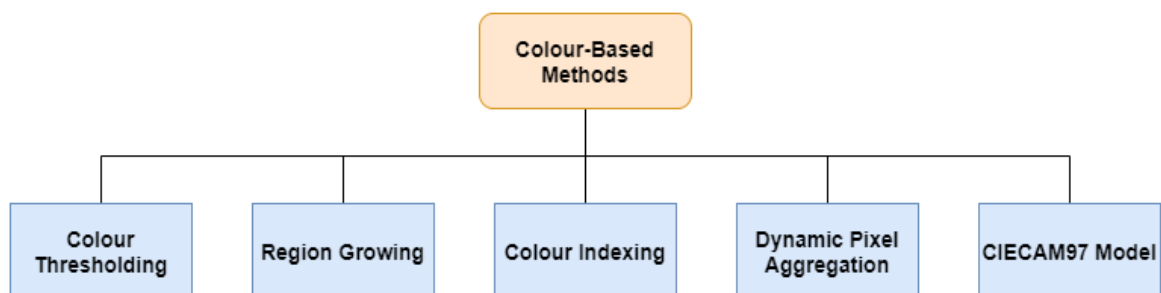 Colour-Based
Methods
Colour
Thresholding
Region Growing
Colour Indexing
Dynamic Pixel
Aggregation
CIECAM97 Model